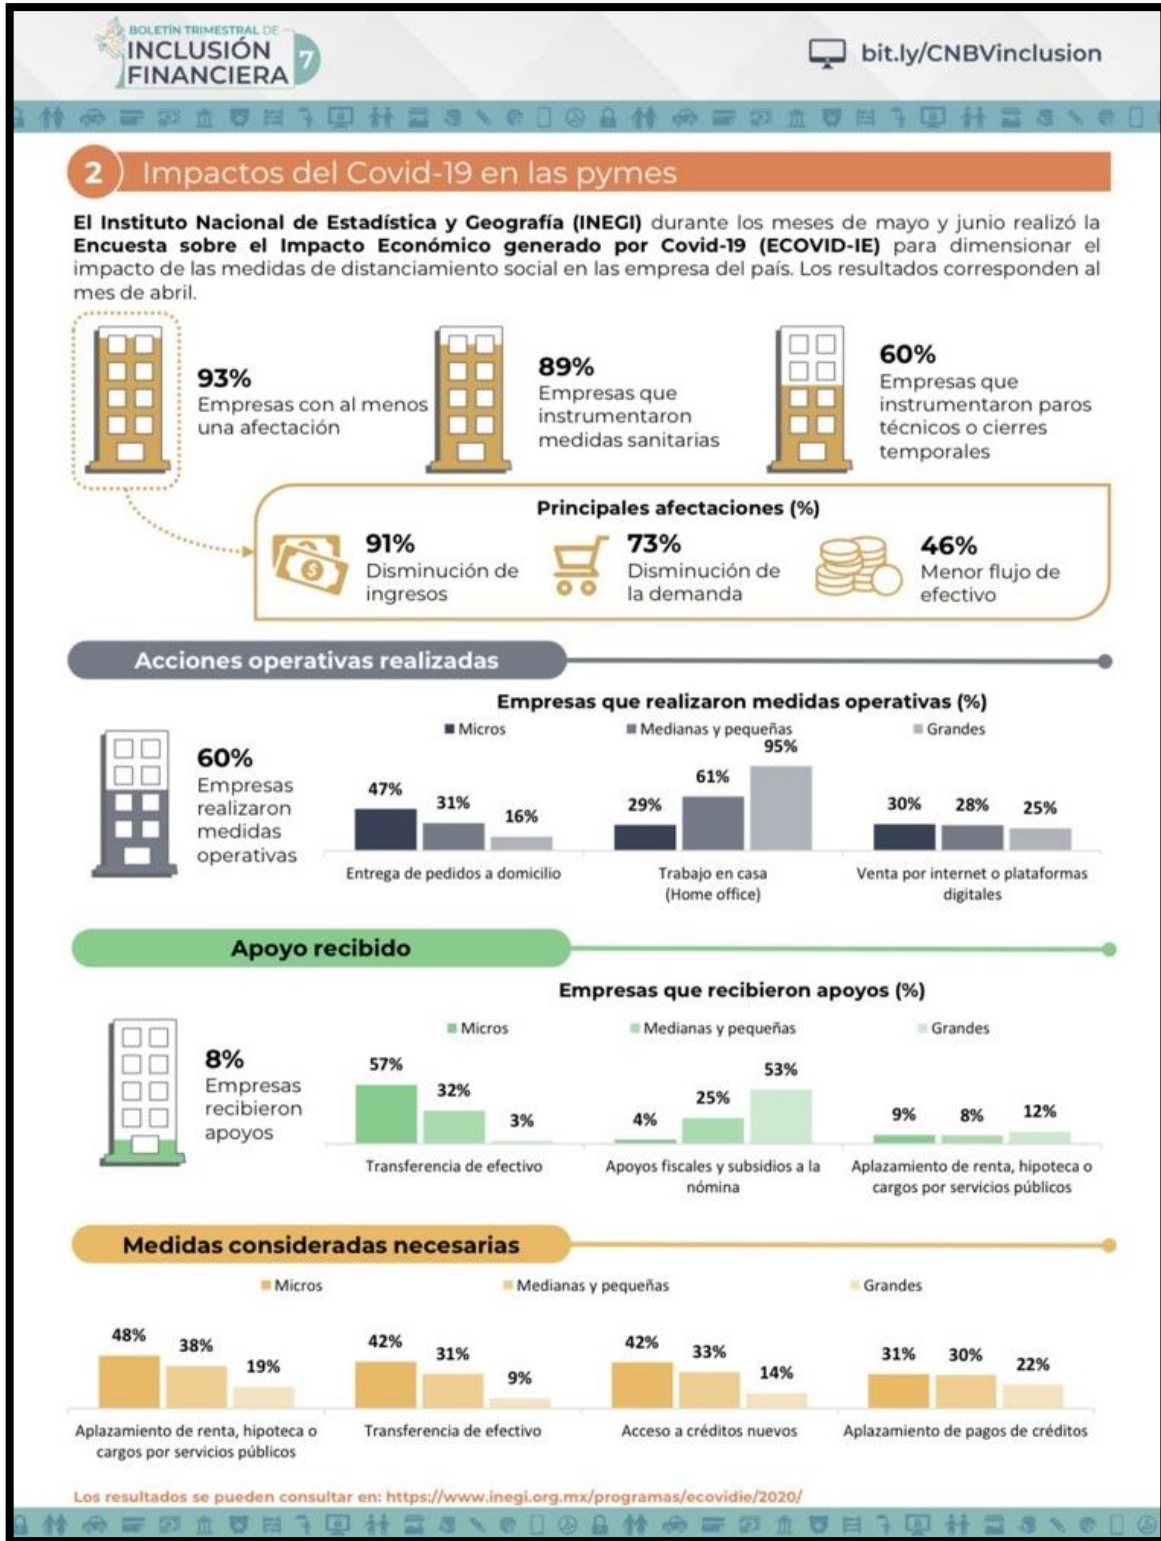 BOLETÍN TRIMESTRAL DE
INCLUSIÓN
FINANCIERA
7
bit.ly/CNBVinclusion
2
Impactos del Covid-19 en las pymes
El Instituto Nacional de Estadística y Geografía (INEGI) durante los meses de mayo y junio realizó la
Encuesta sobre el Impacto Económico generado por Covid-19 (ECOVID-IE) para dimensionar el
impacto de las medidas de distanciamiento social en las empresa del país. Los resultados corresponden al
mes de abril.
93%
Empresas con al menos
una afectación
89%
Empresas que
instrumentaron
medidas sanitarias
60%
Empresas que
instrumentaron paros
técnicos o cierres
temporales
Principales afectaciones (%)
91%
Disminución de
ingresos
73%
Disminución de
la demanda
46%
Menor flujo de
efectivo
Acciones operativas realizadas
60%
Empresas
realizaron
medidas
operativas
Empresas que realizaron medidas operativas (%)
Micros
Medianas y pequeñas
Grandes
47%
31%
16%
Entrega de pedidos a domicilio
29%
61%
95%
Trabajo en casa
(Home office)
30%
28%
25%
Venta por internet o plataformas
digitales
Apoyo recibido
8%
Empresas
recibieron
apoyos
Empresas que recibieron apoyos (%)
Micros
Medianas y pequeñas
Grandes
57%
32%
3%
Transferencia de efectivo
4%
25%
53%
Apoyos fiscales y subsidios a la
nómina
9%
8%
12%
Aplazamiento de renta, hipoteca o
cargos por servicios públicos
Medidas consideradas necesarias
Micros
Medianas y pequeñas
Grandes
48%
38%
19%
Aplazamiento de renta, hipoteca o
cargos por servicios públicos
42%
31%
9%
Transferencia de efectivo
42%
33%
14%
Acceso a créditos nuevos
31%
30%
22%
Aplazamiento de pagos de créditos
Los resultados se pueden consultar en: https://www.inegi.org.mx/programas/ecovidie/2020/